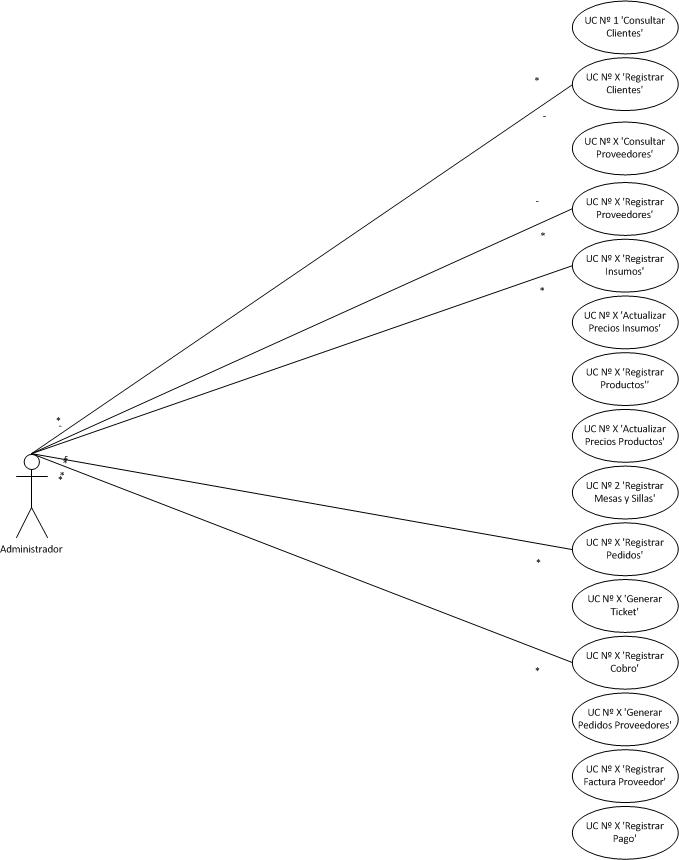 UC Nº 1 'Consultar
Clientes'
*
UC Nº X 'Registrar
Clientes'
-
UC Nº X 'Consultar
Proveedores'
-
UC Nº X 'Registrar
Proveedores'
*
UC Nº X 'Registrar
Insumos'
*
UC Nº X 'Actualizar
Precios Insumos'
UC Nº X 'Registrar
Productos''
*
-
UC Nº X 'Actualizar
Precios Productos'
*
*
UC Nº 2 'Registrar
Mesas y Sillas'
Administrador
UC Nº X 'Registrar
Pedidos'
*
UC Nº X 'Generar
Ticket'
UC Nº X 'Registrar
Cobro'
*
UC Nº X 'Generar
Pedidos Proveedores'
UC Nº X 'Registrar
Factura Proveedor'
UC Nº X 'Registrar
Pago'